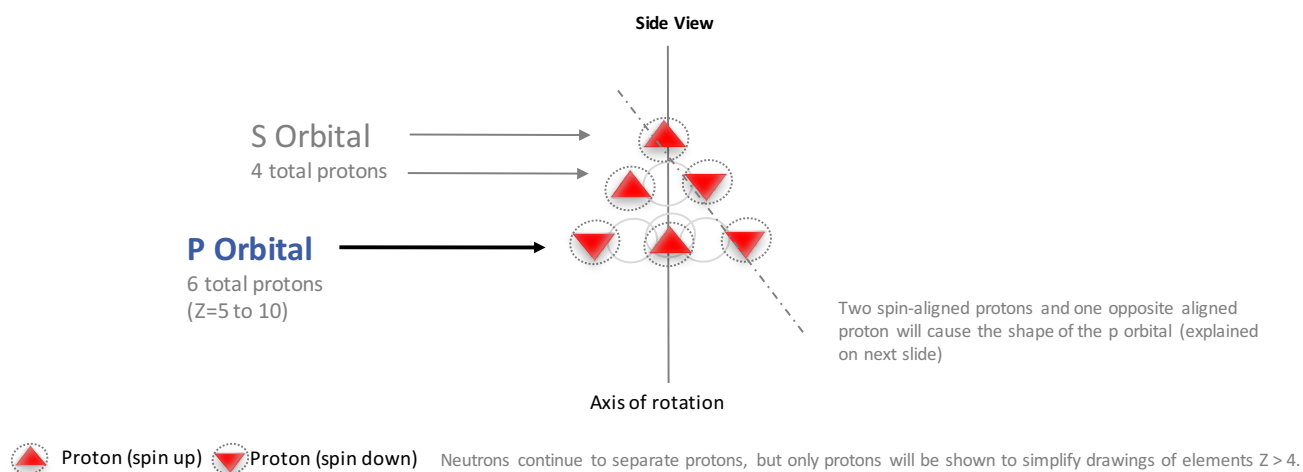 Side View
S Orbital
4 total protons
P Orbital
6 total protons
(Z=5 to 10)
Two spin-aligned protons and one opposite aligned
proton will cause the shape of the p orbital (explained
on next slide)
Axis of rotation
Proton (spin up) Proton (spin down) Neutrons continue to separate protons, but only protons will be shown to simplify drawings of elements Z > 4.